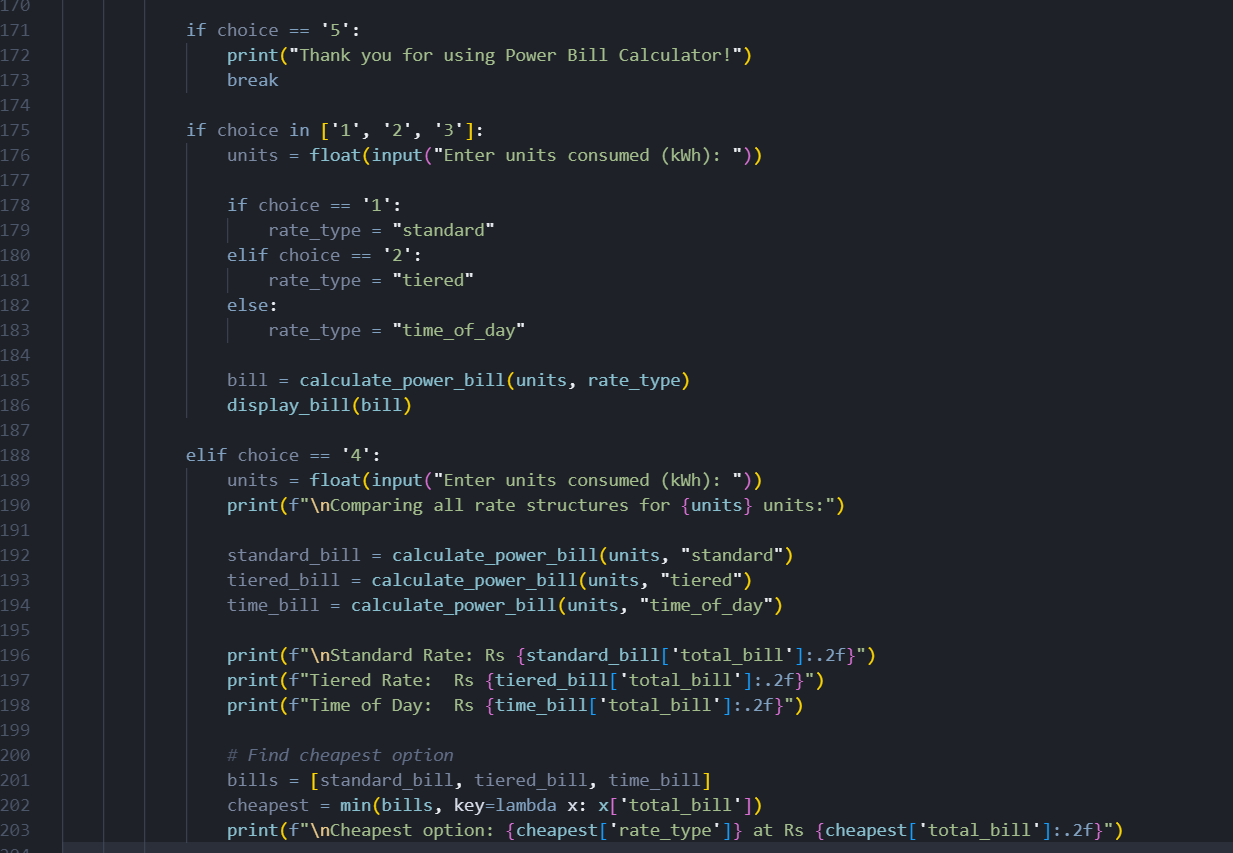 170
171 if choice == '5':
172 print("Thank you for using Power Bill Calculator!")
173 break
174
175 if choice in ['1', '2', '3']:
176 units = float(input("Enter units consumed (kWh): "))
177
178 if choice == '1':
179 rate_type = "standard"
180 elif choice == '2':
181 rate_type = "tiered"
182 else:
183 rate_type = "time_of_day"
184
185 bill = calculate_power_bill(units, rate_type)
186 display_bill(bill)
187
188 elif choice == '4':
189 units = float(input("Enter units consumed (kWh): "))
190 print(f"\nComparing all rate structures for {units} units:")
191
192 standard_bill = calculate_power_bill(units, "standard")
193 tiered_bill = calculate_power_bill(units, "tiered")
194 time_bill = calculate_power_bill(units, "time_of_day")
195
196 print(f"\nStandard Rate: Rs {standard_bill['total_bill']:.2f}")
197 print(f"Tiered Rate:  Rs {tiered_bill['total_bill']:.2f}")
198 print(f"Time of Day:  Rs {time_bill['total_bill']:.2f}")
199
200 # Find cheapest option
201 bills = [standard_bill, tiered_bill, time_bill]
202 cheapest = min(bills, key=lambda x: x['total_bill'])
203 print(f"\nCheapest option: {cheapest['rate_type']} at Rs {cheapest['total_bill']:.2f}")